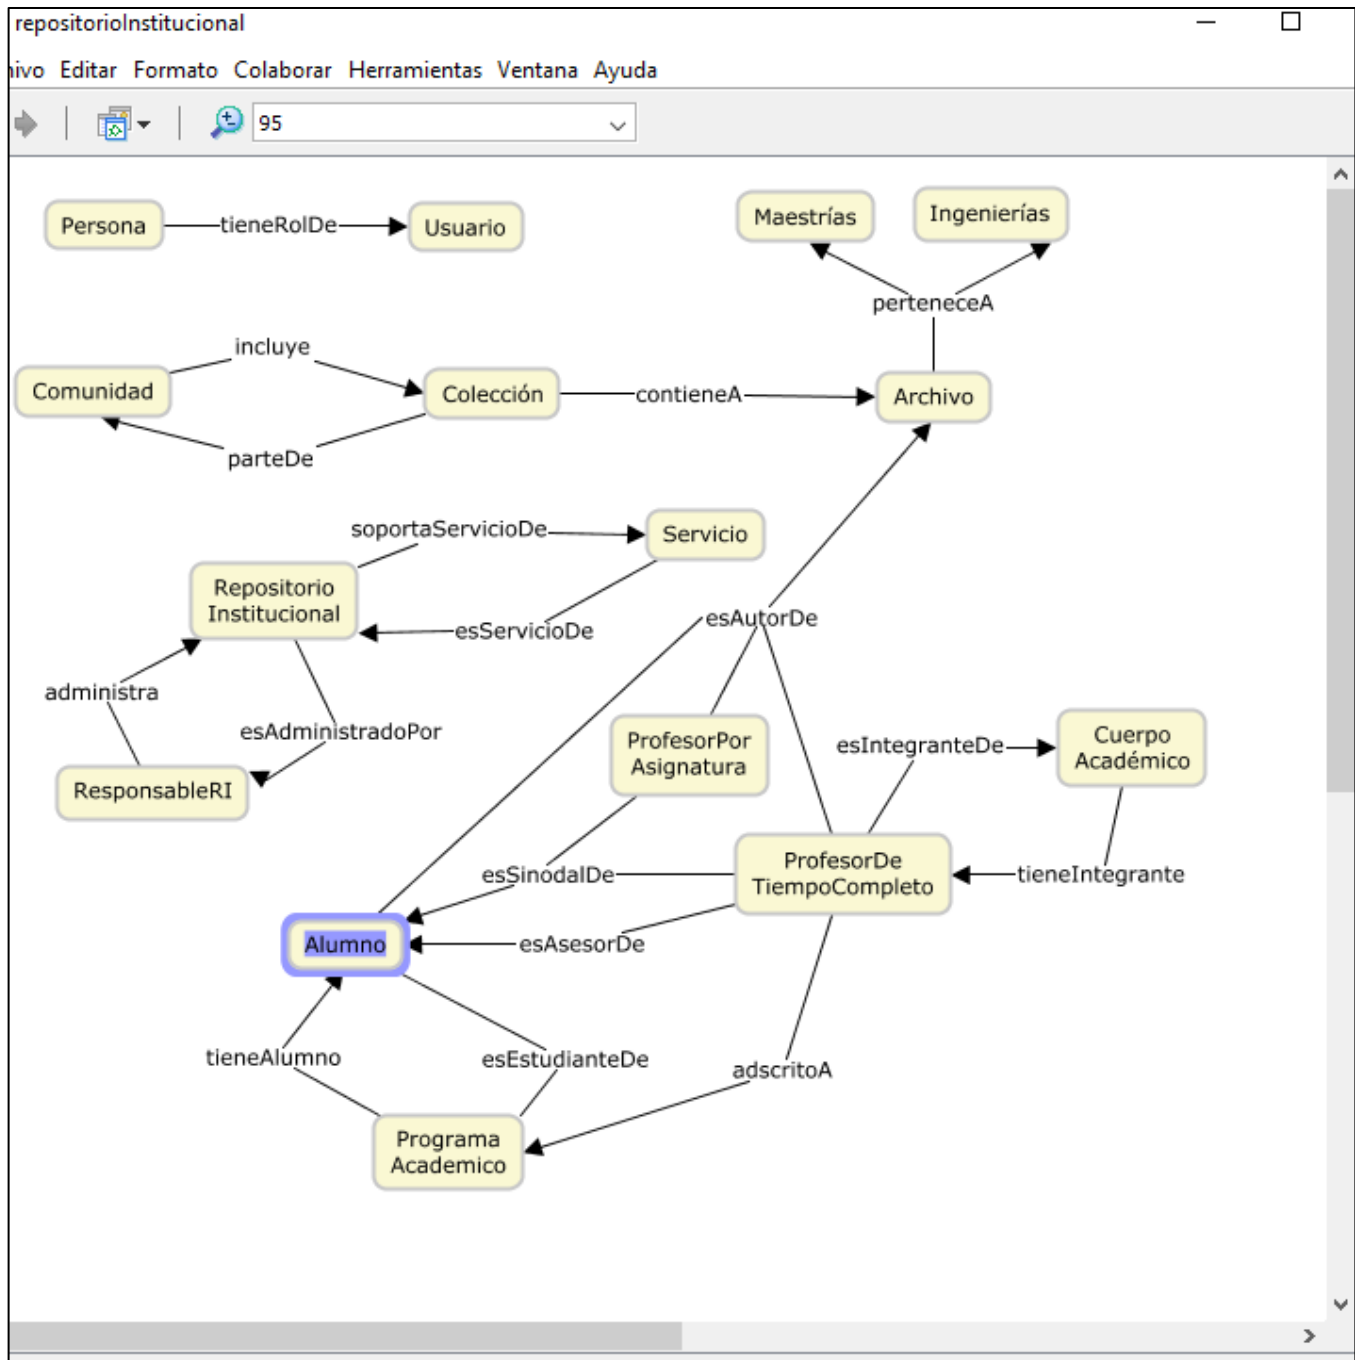 repositorioInstitucional
ivo Editar Formato Colaborar Herramientas Ventana Ayuda
95
Persona
tieneRolDe
Usuario
Maestrías
Ingenierías
perteneceA
incluye
Comunidad
Colección
contieneA
Archivo
parteDe
soportaServicioDe
Servicio
Repositorio
Institucional
esServicioDe
esAutorDe
administra
esAdministradoPor
ResponsableRI
ProfesorPor
Asignatura
esIntegranteDe
Cuerpo
Académico
ProfesorDe
TiempoCompleto
tieneIntegrante
esSinodalDe
Alumno
esAsesorDe
tieneAlumno
esEstudianteDe
adscritoA
Programa
Academico